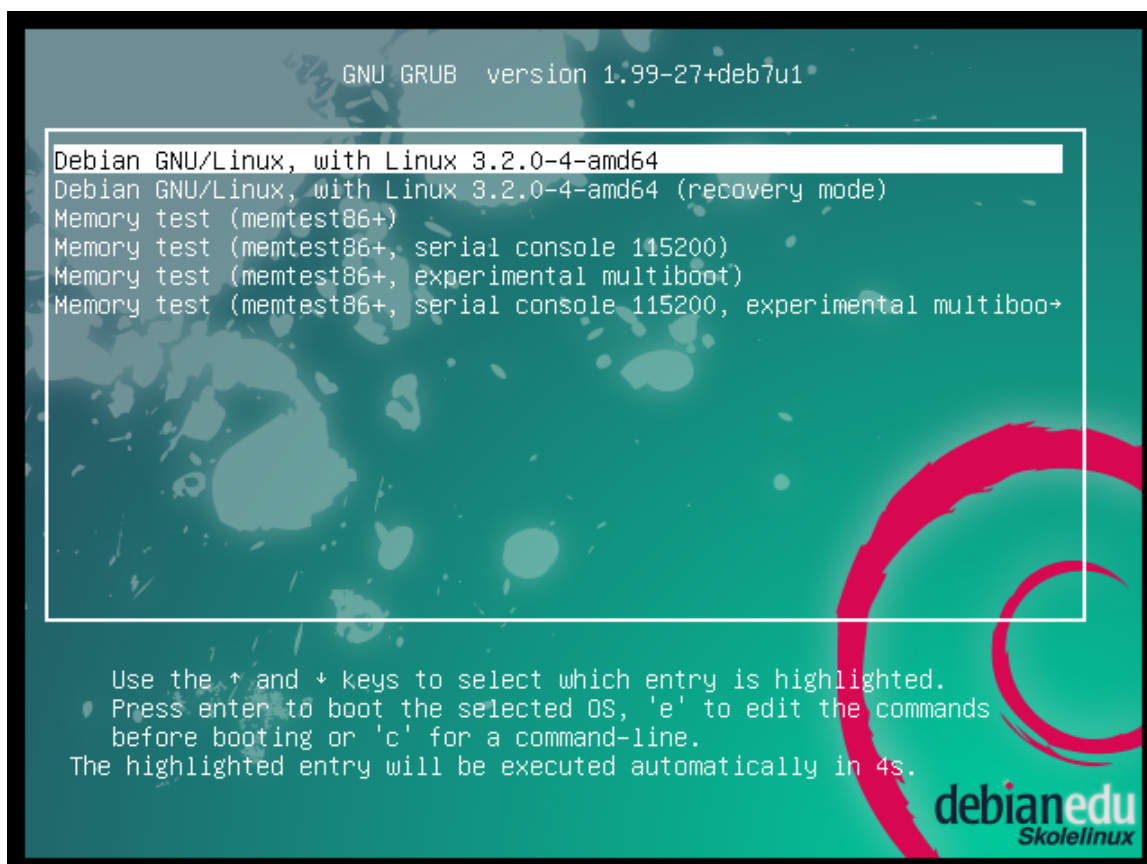 GNU GRUB  version 1.99-27+deb7u1
Debian GNU/Linux, with Linux 3.2.0-4-amd64
Debian GNU/Linux, with Linux 3.2.0-4-amd64 (recovery mode)
Memory test (memtest86+)
Memory test (memtest86+, serial console 115200)
Memory test (memtest86+, experimental multiboot)
Memory test (memtest86+, serial console 115200, experimental multiboo→
Use the ↑ and ↓ keys to select which entry is highlighted.
Press enter to boot the selected OS, 'e' to edit the commands
before booting or 'c' for a command-line.
The highlighted entry will be executed automatically in 4s.
debianedu
Skolelinux